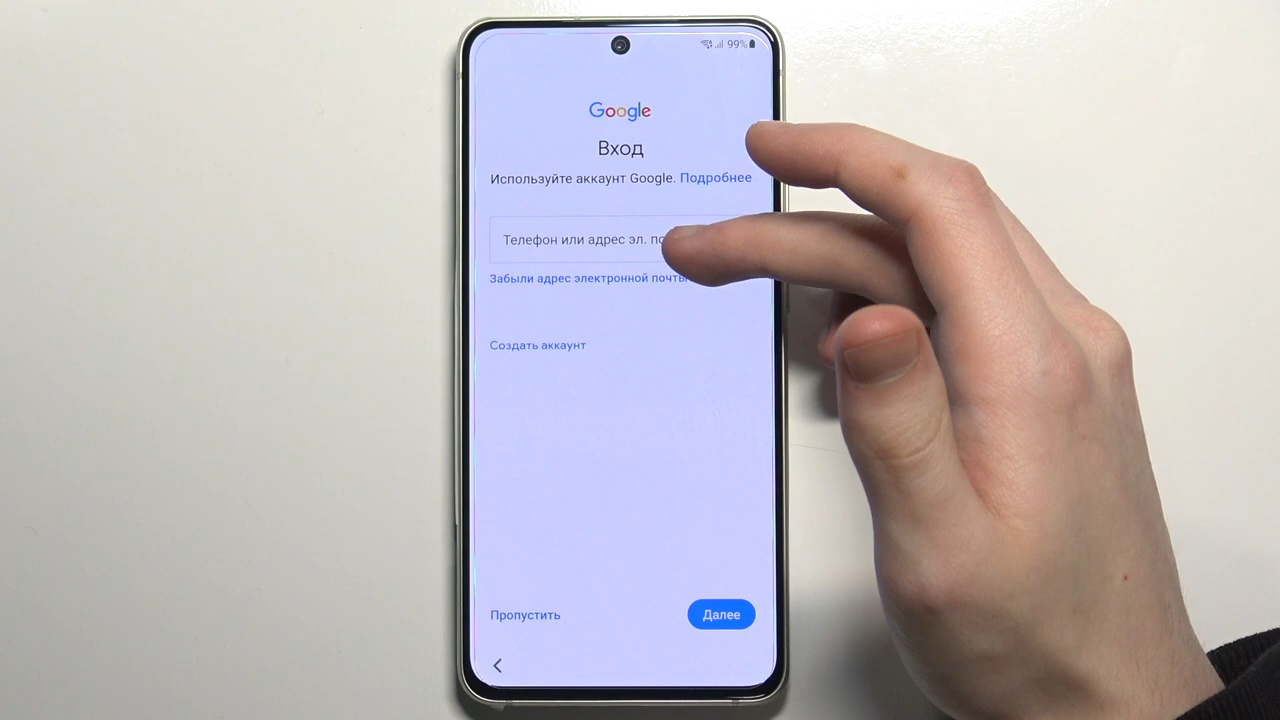 99%
Google
Вход
Используйте аккаунт Google. Подробнее
Телефон или адрес эл.
Забыли адрес электронной почты
Создать аккаунт
Пропустить
Далее